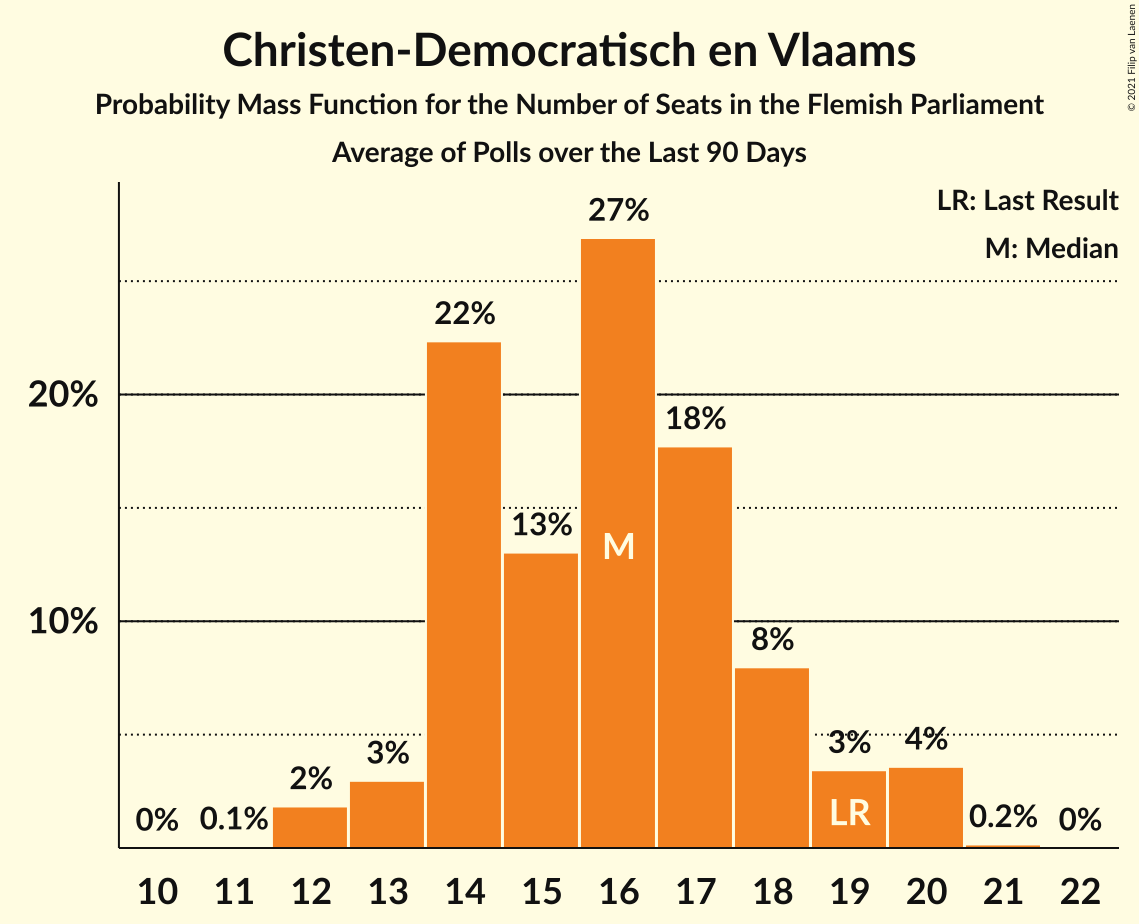 Christen-Democratisch en Vlaams
Probability Mass Function for the Number of Seats in the Flemish Parliament
Average of Polls over the Last 90 Days
© 2021 Filip van Laenen
LR: Last Result
M: Median
27%
22%
20%
18%
13%
M
10%
8%
3%
4%
3%
2%
LR
0%
0.1%
0.2%
0%
10 11 12 13 14 15 16 17 18 19 20 21 22